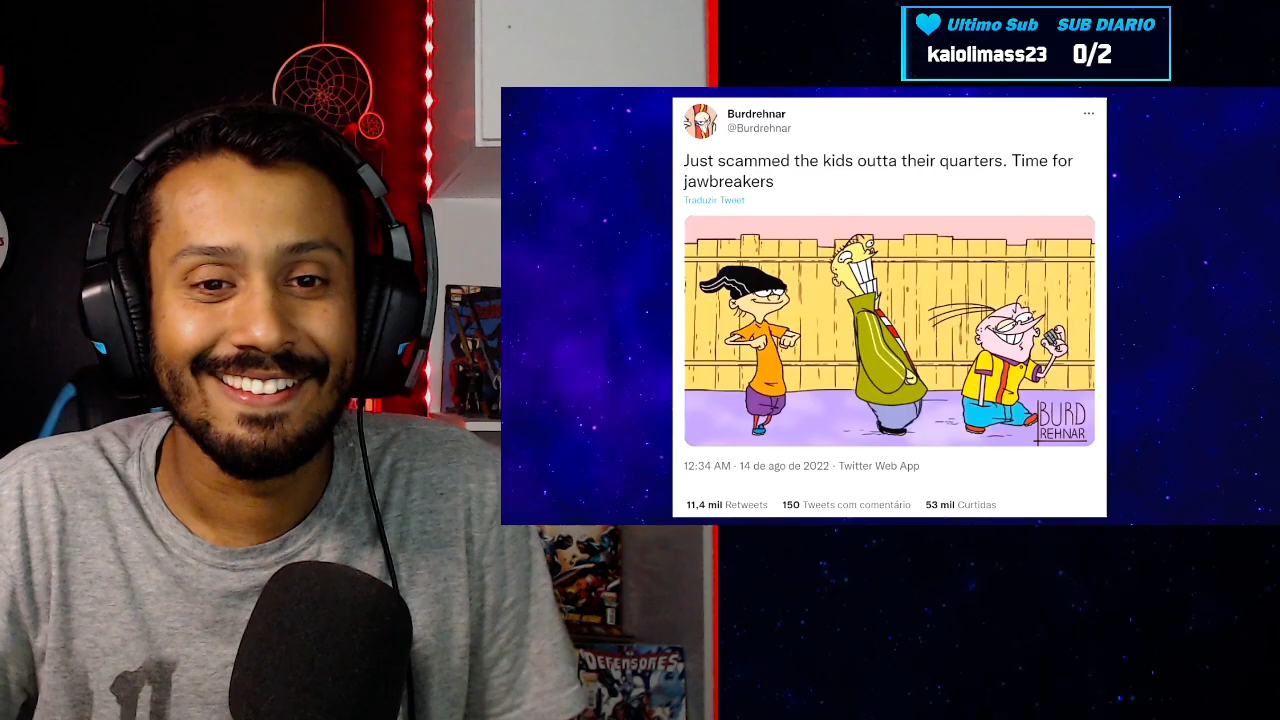 Ultimo Sub SUB DIARIO
kaiolimass23 0/2
Burdrehnar
@Burdrehnar
Just scammed the kids outta their quarters. Time for
jawbreakers
Traduzir Tweet
BURD
REHNAR
12:34 AM · 14 de ago de 2022 · Twitter Web App
11,4 mil Retweets 150 Tweets com comentário 53 mil Curtidas
DEFENSORES